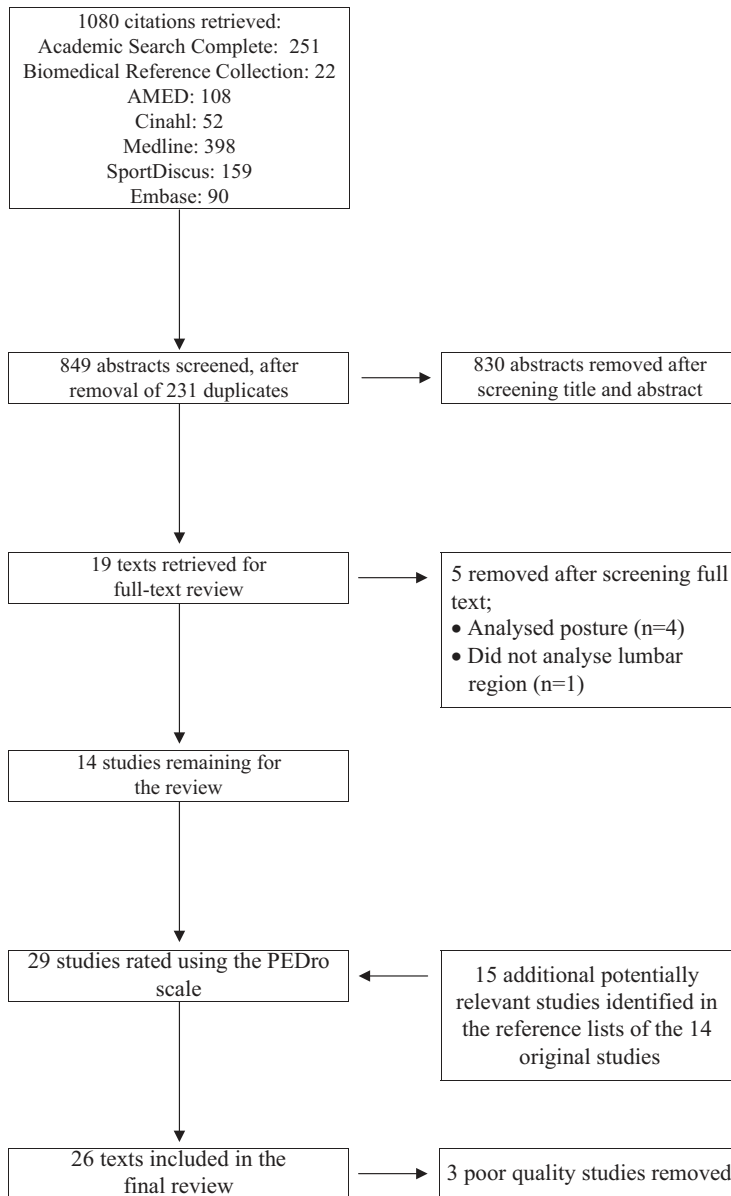 1080 citations retrieved:
Academic Search Complete: 251
Biomedical Reference Collection: 22
AMED: 108
Cinahl: 52
Medline: 398
SportDiscus: 159
Embase: 90
849 abstracts screened, after
removal of 231 duplicates
830 abstracts removed after
screening title and abstract
19 texts retrieved for
full-text review
5 removed after screening full
text;
• Analysed posture (n=4)
• Did not analyse lumbar
region (n=1)
14 studies remaining for
the review
29 studies rated using the PEDro
scale
15 additional potentially
relevant studies identified in
the reference lists of the 14
original studies
26 texts included in the
final review
3 poor quality studies removed